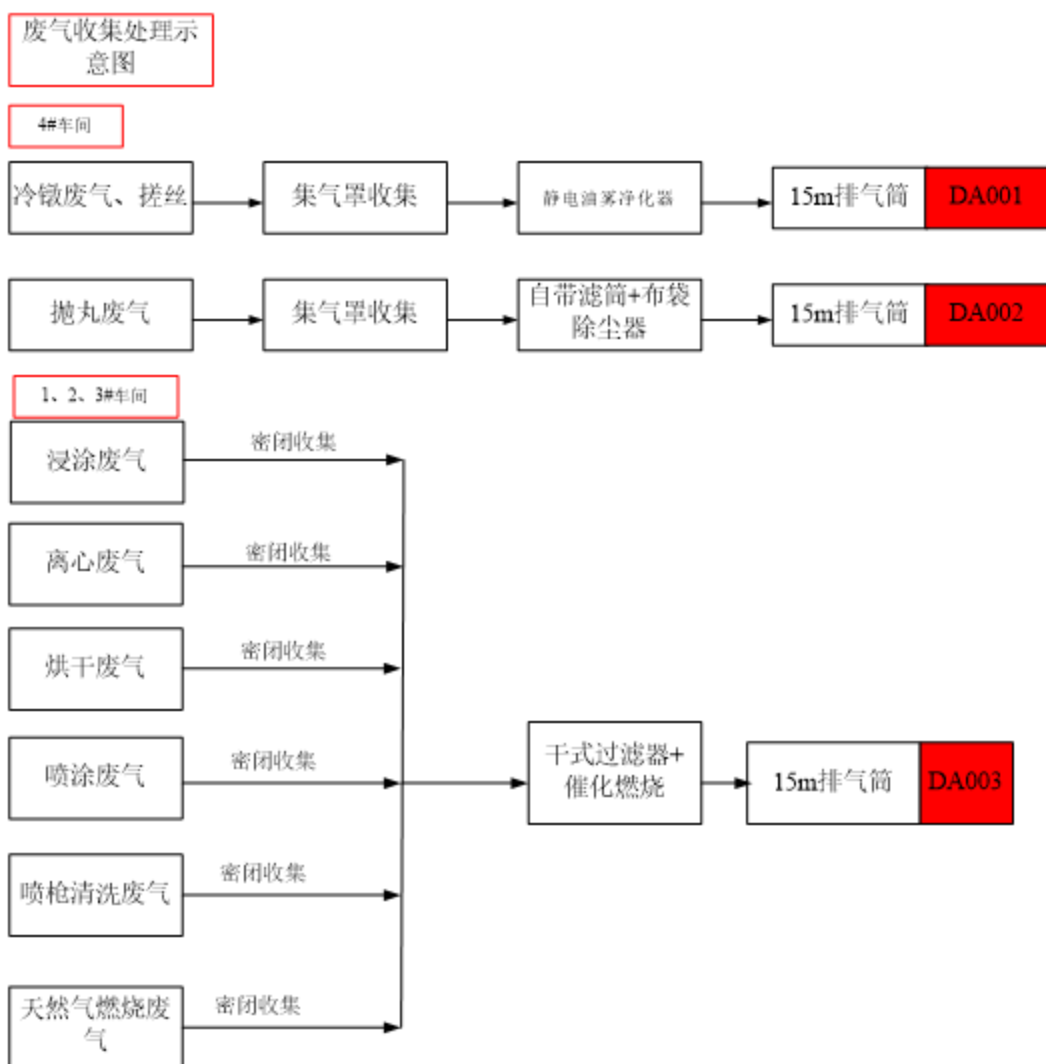 废气收集处理示
意图
4#车间
冷镦废气、搓丝
集气罩收集
静电油雾净化器
15m排气筒
DA001
抛丸废气
集气罩收集
自带滤筒+布袋
除尘器
15m排气筒
DA002
1、2、3#车间
浸涂废气
密闭收集
离心废气
密闭收集
烘干废气
密闭收集
喷涂废气
密闭收集
干式过滤器+
催化燃烧
15m排气筒
DA003
喷枪清洗废气
密闭收集
天然气燃烧废
气
密闭收集